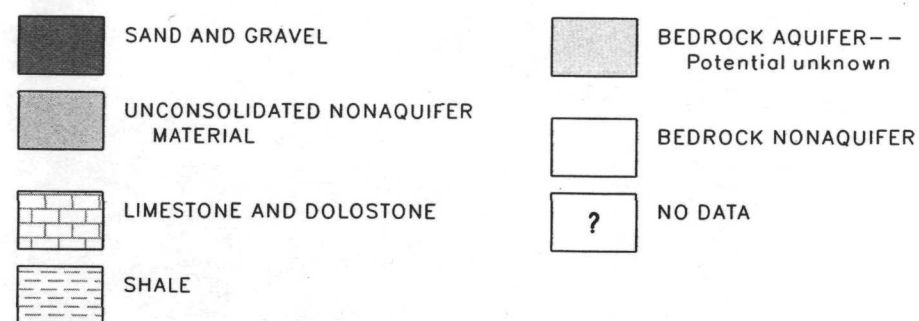 SAND AND GRAVEL
UNCONSOLIDATED NONAQUIFER
MATERIAL
LIMESTONE AND DOLOSTONE
SHALE
BEDROCK AQUIFER--
Potential unknown
BEDROCK NONAQUIFER
?
NO DATA